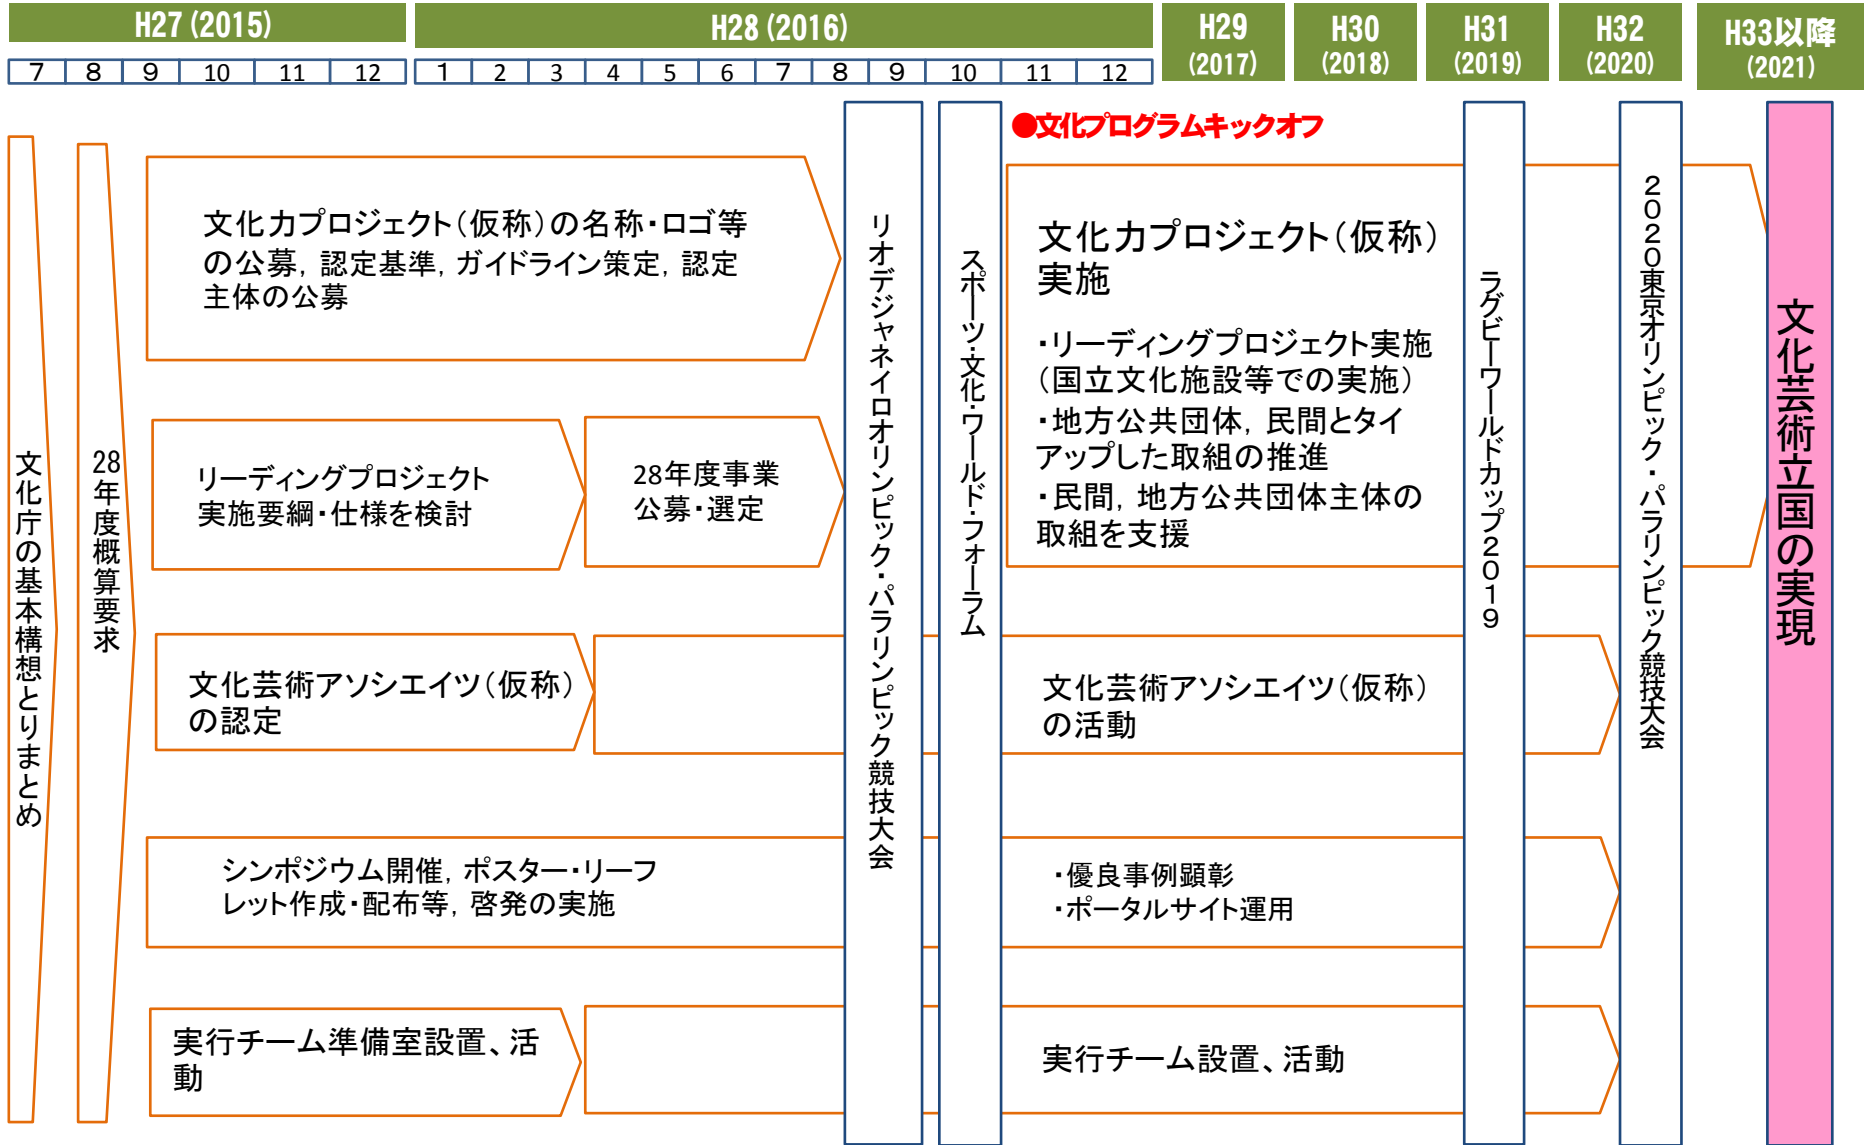 H27 (2015)
H28 (2016)
H29
(2017)
H30
(2018)
H31
(2019)
H32
(2020)
H33以降
(2021)
7 8 9 10 11 12 1 2 3 4 5 6 7 8 9 10 11 12
●文化プログラムキックオフ
文化庁の基本構想とりまとめ
28年度概算要求
文化力プロジェクト(仮称)の名称・ロゴ等
の公募，認定基準，ガイドライン策定，認定
主体の公募
リーディングプロジェクト
実施要綱・仕様を検討
28年度事業
公募・選定
文化芸術アソシエイツ(仮称)
の認定
シンポジウム開催，ポスター・リーフ
レット作成・配布等，啓発の実施
実行チーム準備室設置、活
動
リオデジャネイロオリンピック・パラリンピック競技大会
スポーツ・文化・ワールド・フォーラム
文化力プロジェクト(仮称)
実施
・リーディングプロジェクト実施
(国立文化施設等での実施)
・地方公共団体，民間とタイ
アップした取組の推進
・民間，地方公共団体主体の
取組を支援
文化芸術アソシエイツ(仮称)
の活動
・優良事例顕彰
・ポータルサイト運用
実行チーム設置、活動
ラグビーワールドカップ2019
2020東京オリンピック・パラリンピック競技大会
文化芸術立国の実現